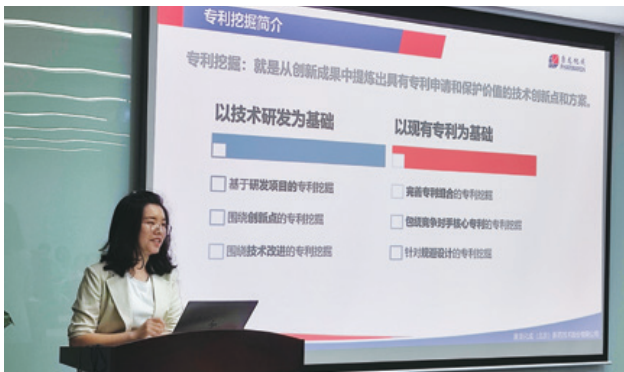 专利挖掘简介
专利挖掘：就是从创新成果中提炼出具有专利申请和保护价值的技术创新点和方案。
以技术研发为基础
以现有专利为基础
基于研发项目的专利挖掘
围绕创新点的专利挖掘
围绕技术改进的专利挖掘
完善专利组合的专利挖掘
包绕竞争对手核心专利的专利挖掘
针对规避设计的专利挖掘